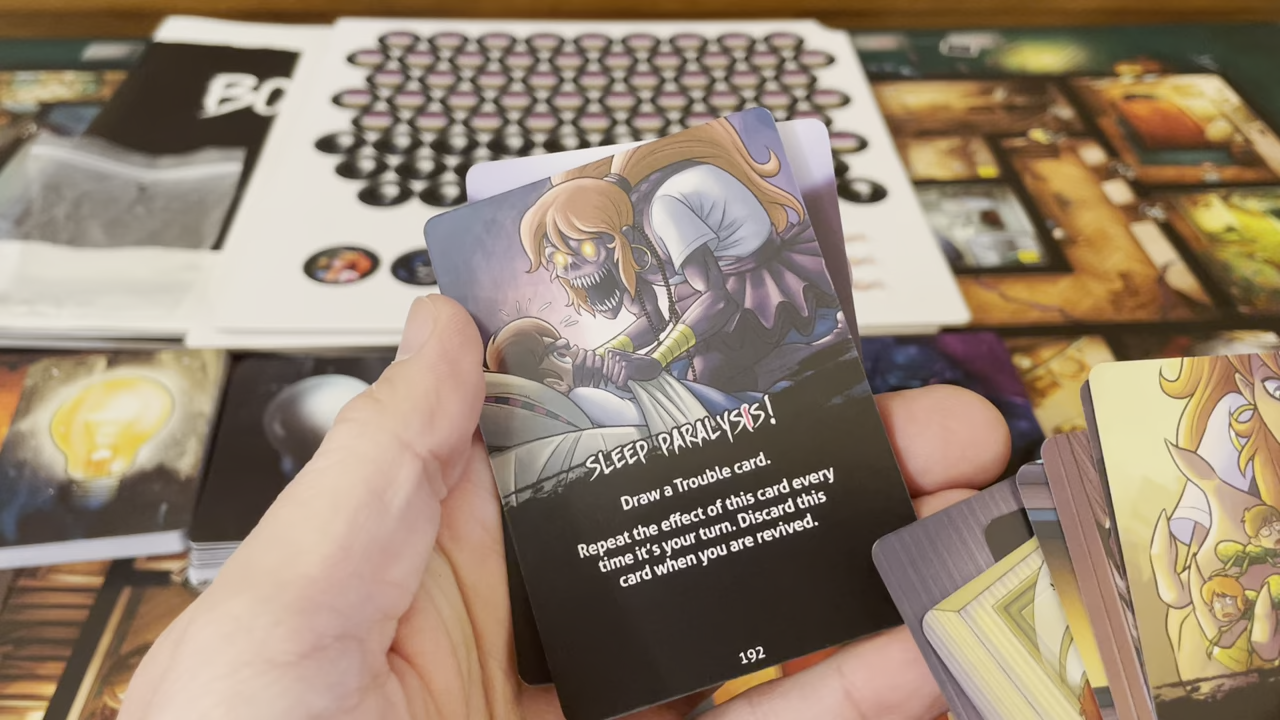 BO
SLEEP PARALYSIS!
Draw a Trouble card.
Repeat the effect of this card every
time it's your turn. Discard this
card when you are revived.
192